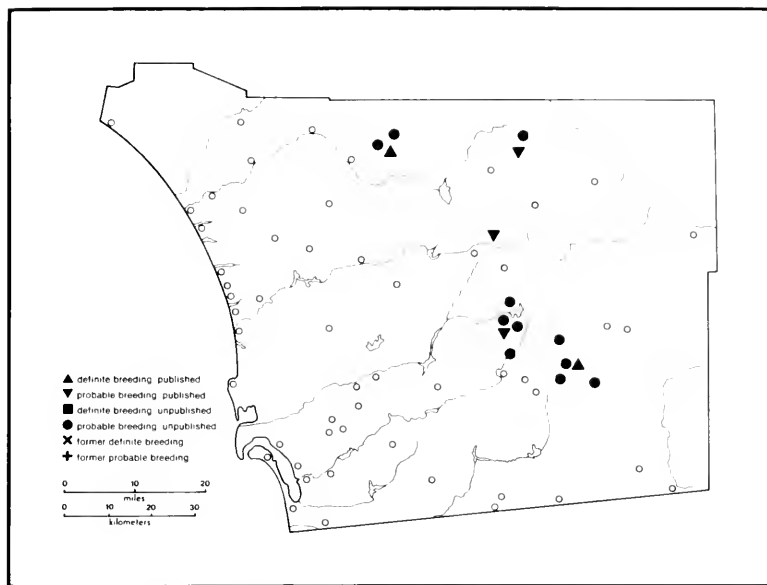 definite breeding published
probable breeding published
definite breeding unpublished
probable breeding unpublished
former definite breeding
former probable breeding
0 10 20
miles
0 10 20 30
kilometers